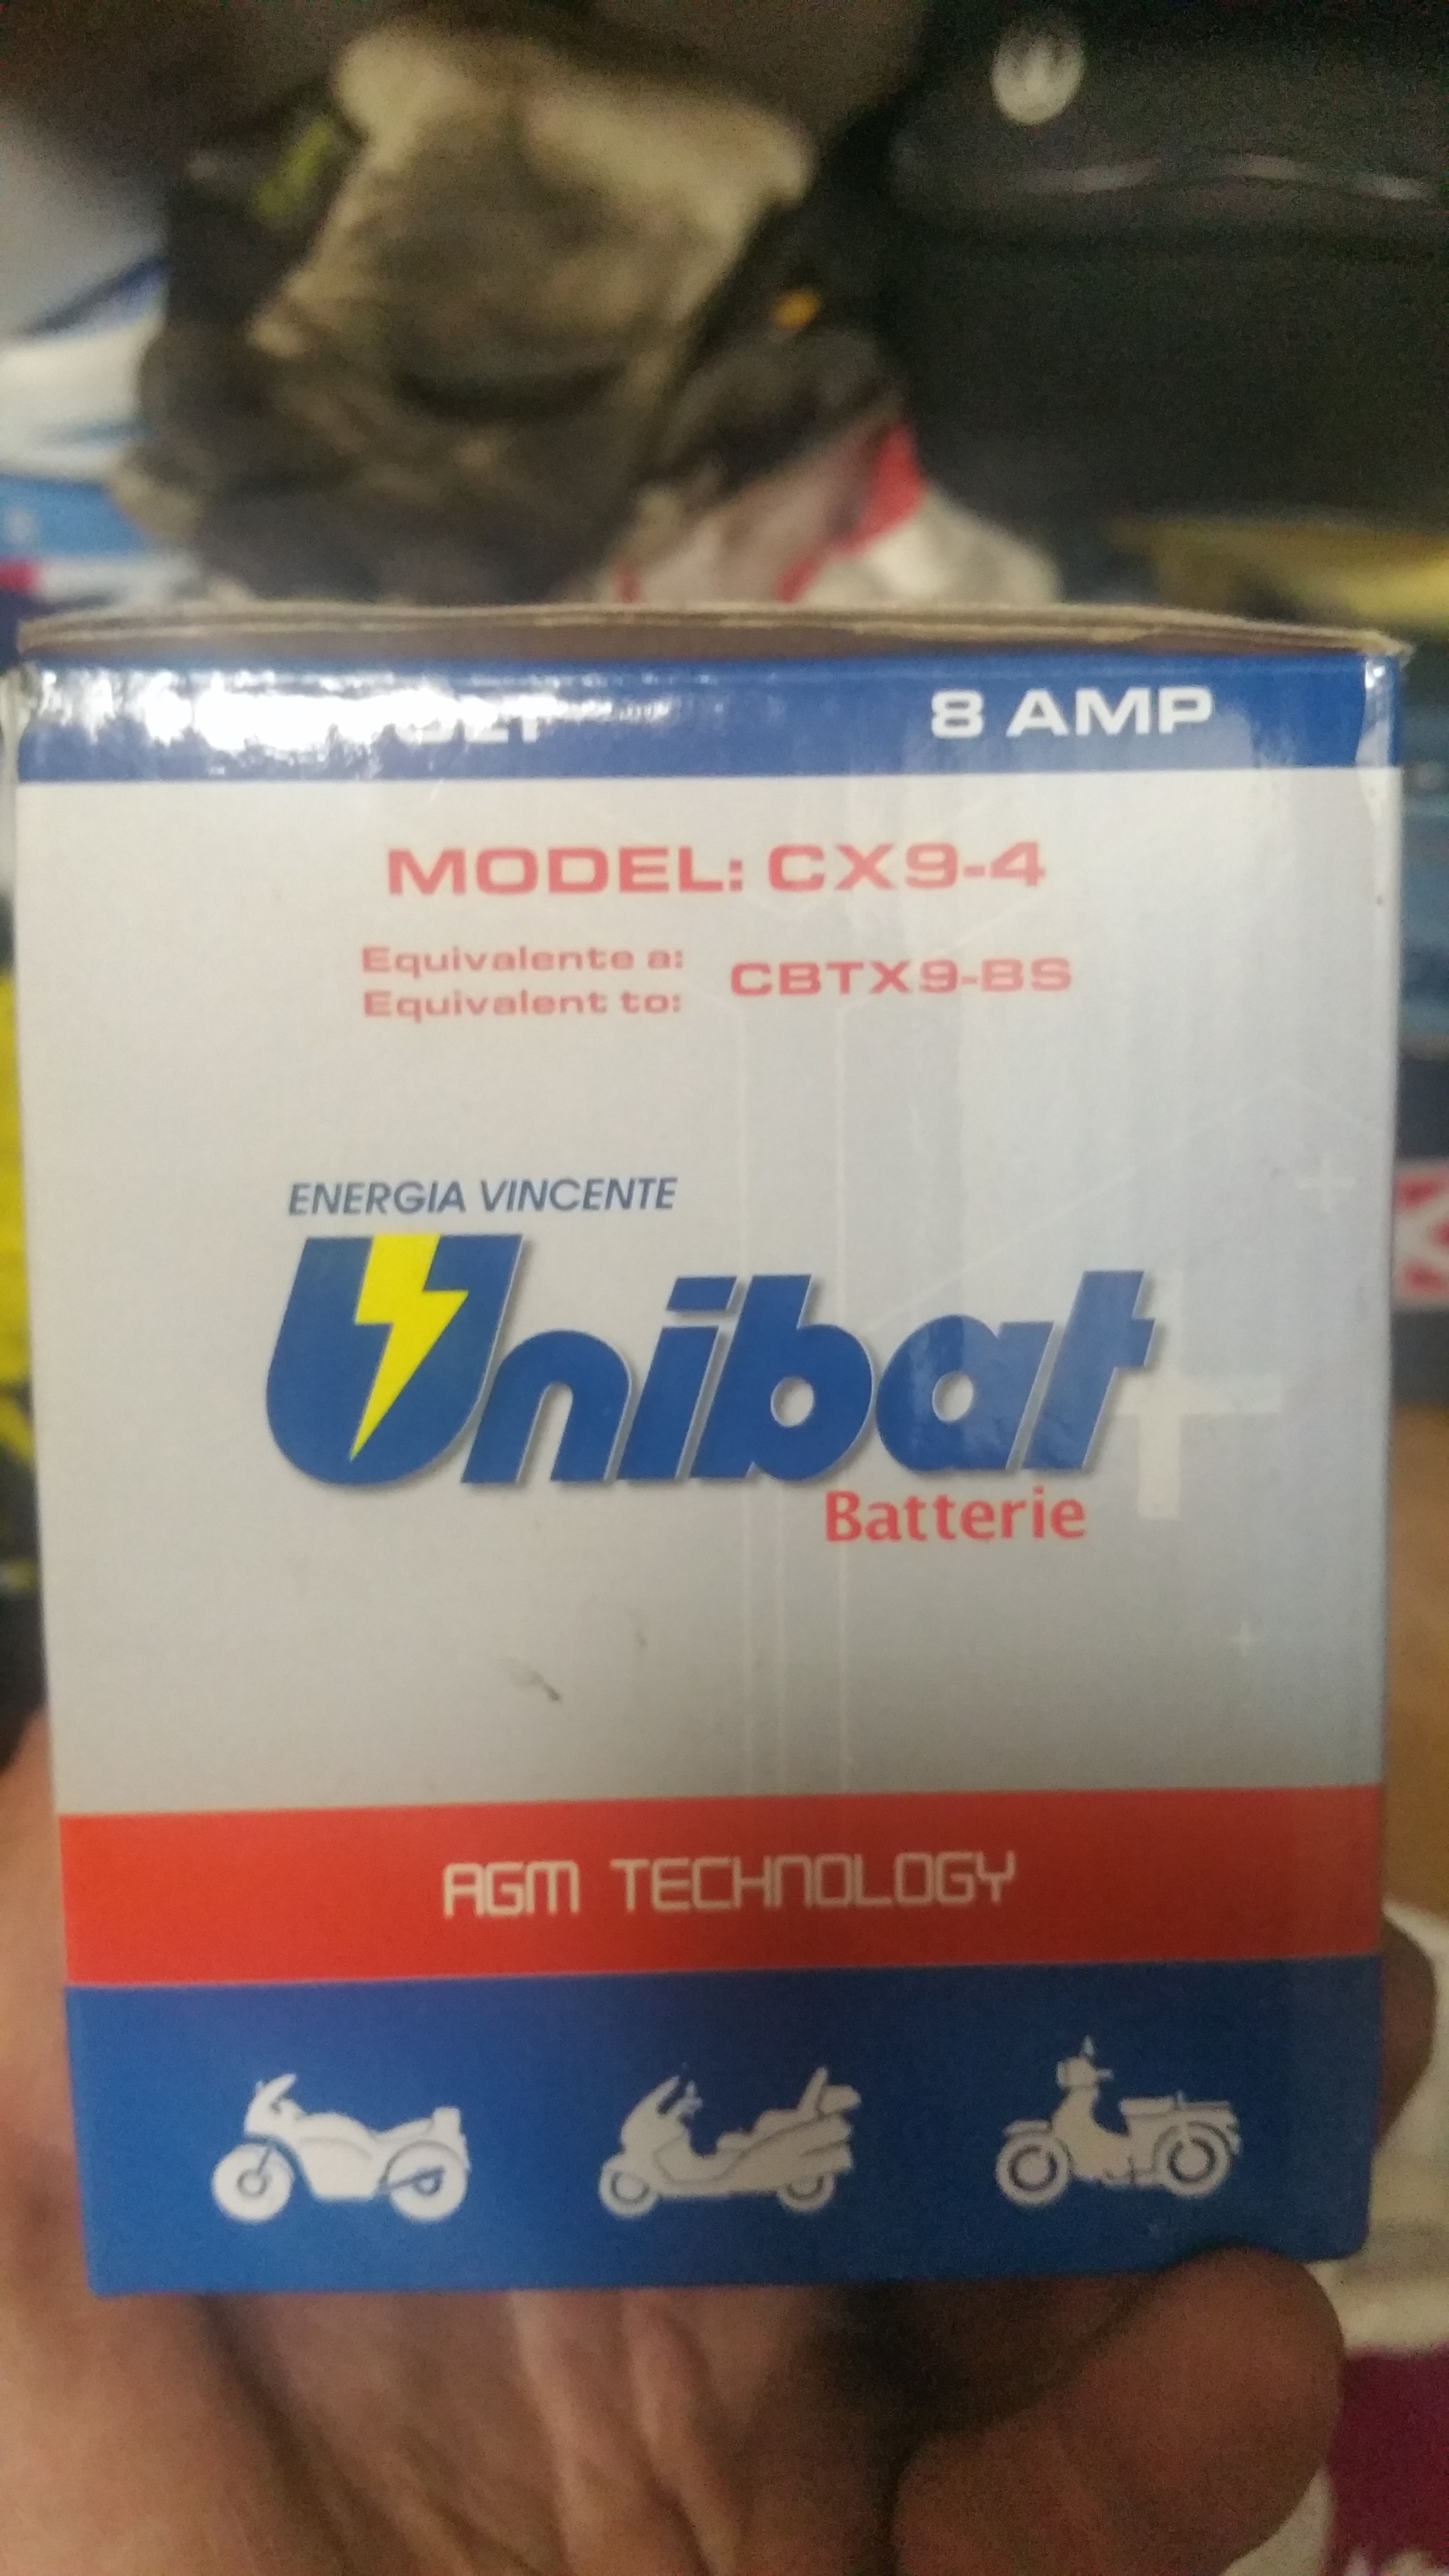 8 AMP
MODEL: CX9-4
Equivalente a:
Equivalent to:
CBTX9-BS
ENERGIA VINCENTE
Unibat
Batterie
AGM TECHNOLOGY